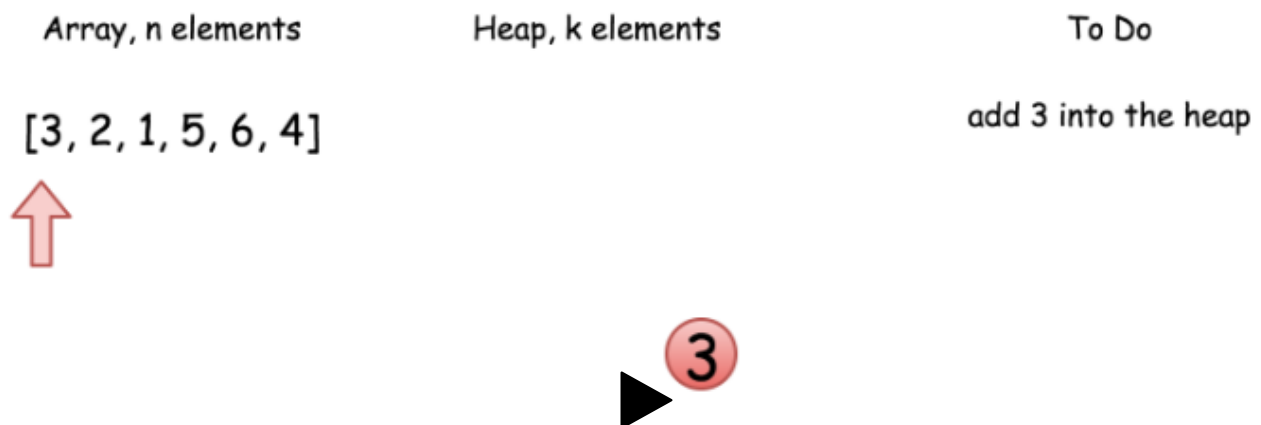 Array, n elements
Heap, k elements
To Do
[3, 2, 1, 5, 6, 4]
add 3 into the heap
3